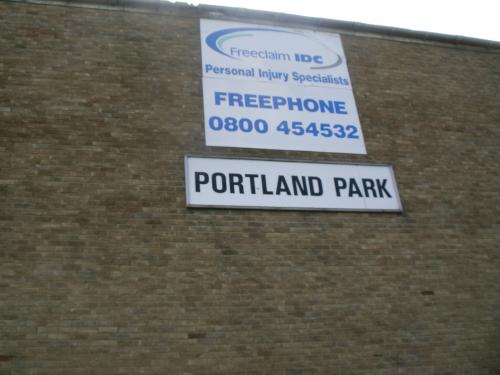 Freeclaim IDC
Personal Injury Specialists
FREEPHONE
0800 454532
PORTLAND PARK